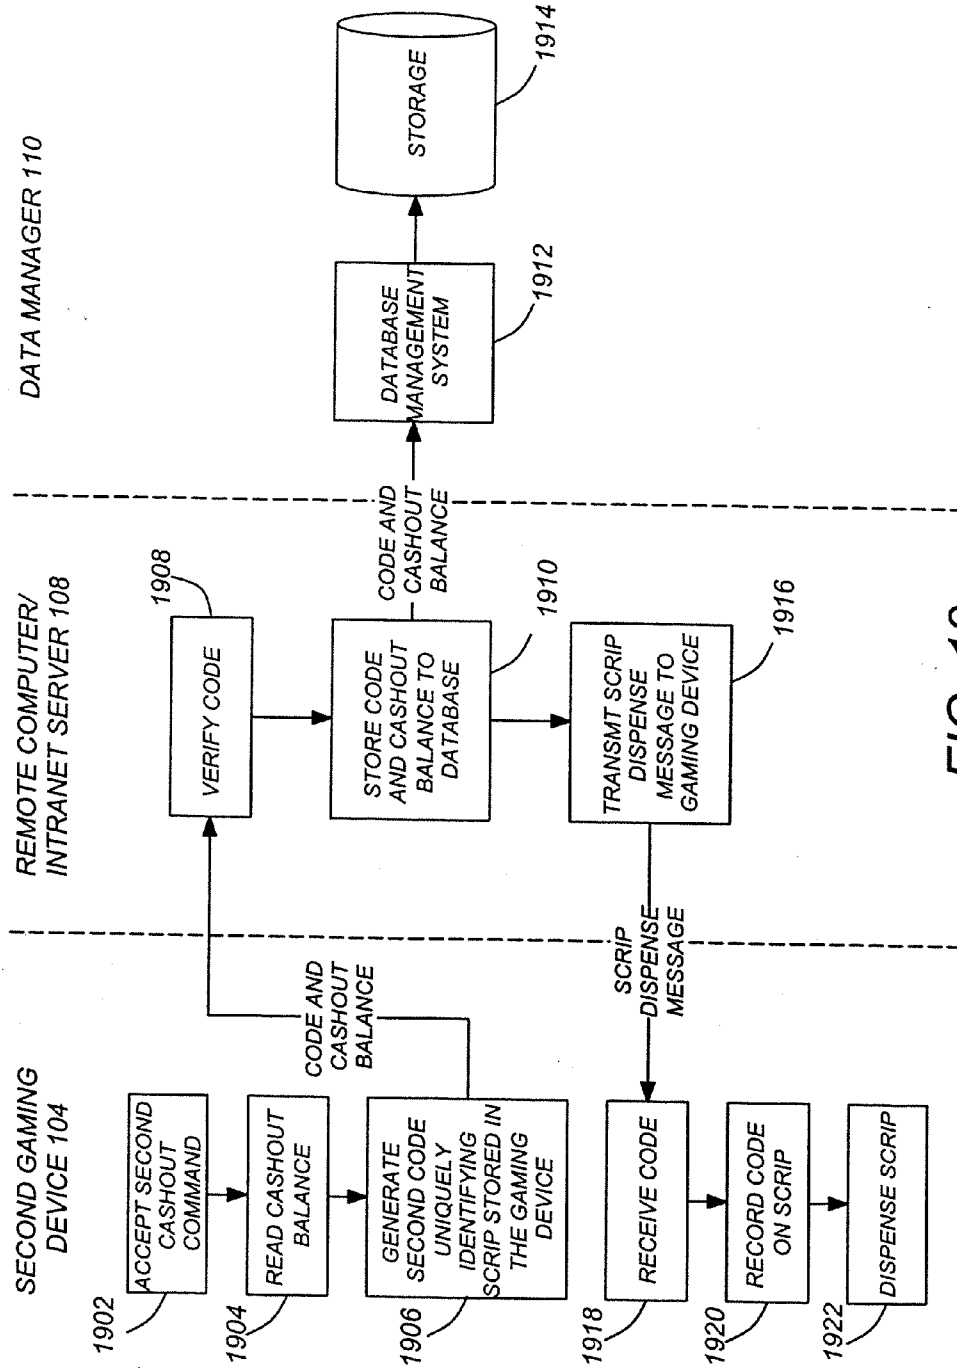 SECOND GAMING
DEVICE 104
1902
ACCEPT SECOND
CASHOUT
COMMAND
1904
READ CASHOUT
BALANCE
1906
GENERATE
SECOND CODE
UNIQUELY
IDENTIFYING
SCRIP STORED IN
THE GAMING
DEVICE
CODE AND
CASHOUT
BALANCE
1918
RECEIVE CODE
1920
RECORD CODE
ON SCRIP
1922
DISPENSE SCRIP
SCRIP
DISPENSE
MESSAGE
REMOTE COMPUTER/
INTRANET SERVER 108
1908
VERIFY CODE
STORE CODE
AND CASHOUT
BALANCE TO
DATABASE
1910
TRANSMT SCRIP
DISPENSE
MESSAGE TO
GAMING DEVICE
1916
CODE AND
CASHOUT
BALANCE
DATA MANAGER 110
DATABASE
MANAGEMENT
SYSTEM
1912
STORAGE
1914